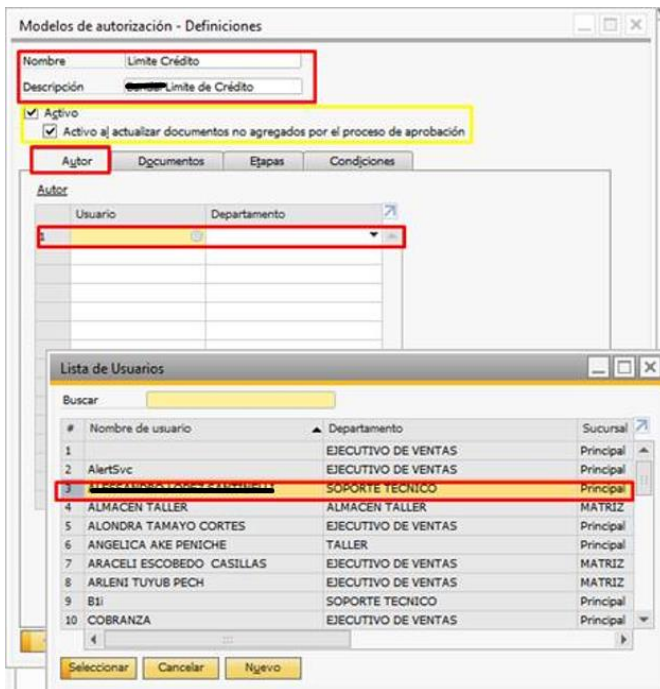 Modelos de autorización - Definiciones
Nombre Limite Crédito
Descripción Limite de Crédito
Activo
Activo al actualizar documentos no agregados por el proceso de aprobación
Autor Documentos Etapas Condiciones
Autor
Usuario Departamento
1
Lista de Usuarios
Buscar
# Nombre de usuario Departamento Sucursal
1 EJECUTIVO DE VENTAS Principal
2 AlertSvc EJECUTIVO DE VENTAS Principal
3 SOPORTE TECNICO Principal
4 ALMACEN TALLER ALMACEN TALLER MATRIZ
5 ALONDRA TAMAYO CORTES EJECUTIVO DE VENTAS Principal
6 ANGELICA AKE PENICHE TALLER Principal
7 ARACELI ESCOBEDO CASILLAS EJECUTIVO DE VENTAS MATRIZ
8 ARLENI TUYUB PECH EJECUTIVO DE VENTAS MATRIZ
9 B1i SOPORTE TECNICO Principal
10 COBRANZA EJECUTIVO DE VENTAS Principal
Seleccionar Cancelar Nuevo